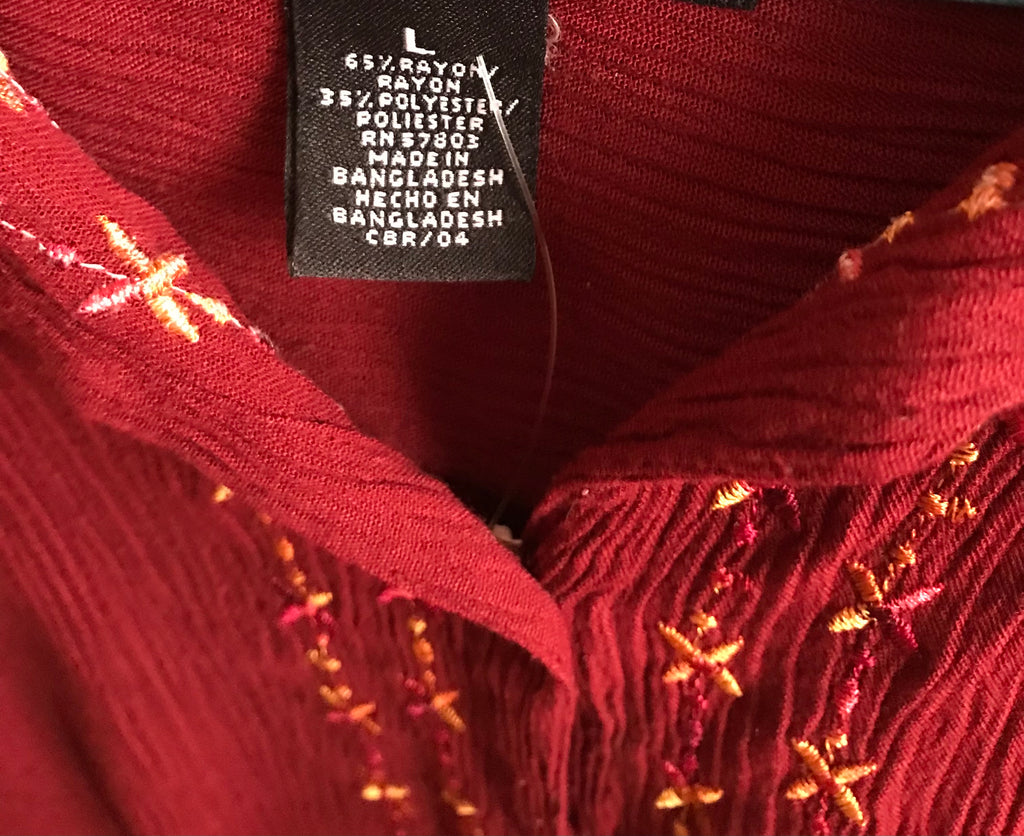 L
65% RAYON/
RAYON
35% POLYESTER/
POLIESTER
RN 57803
MADE IN
BANGLADESH
HECHO EN
BANGLADESH
CBR/04